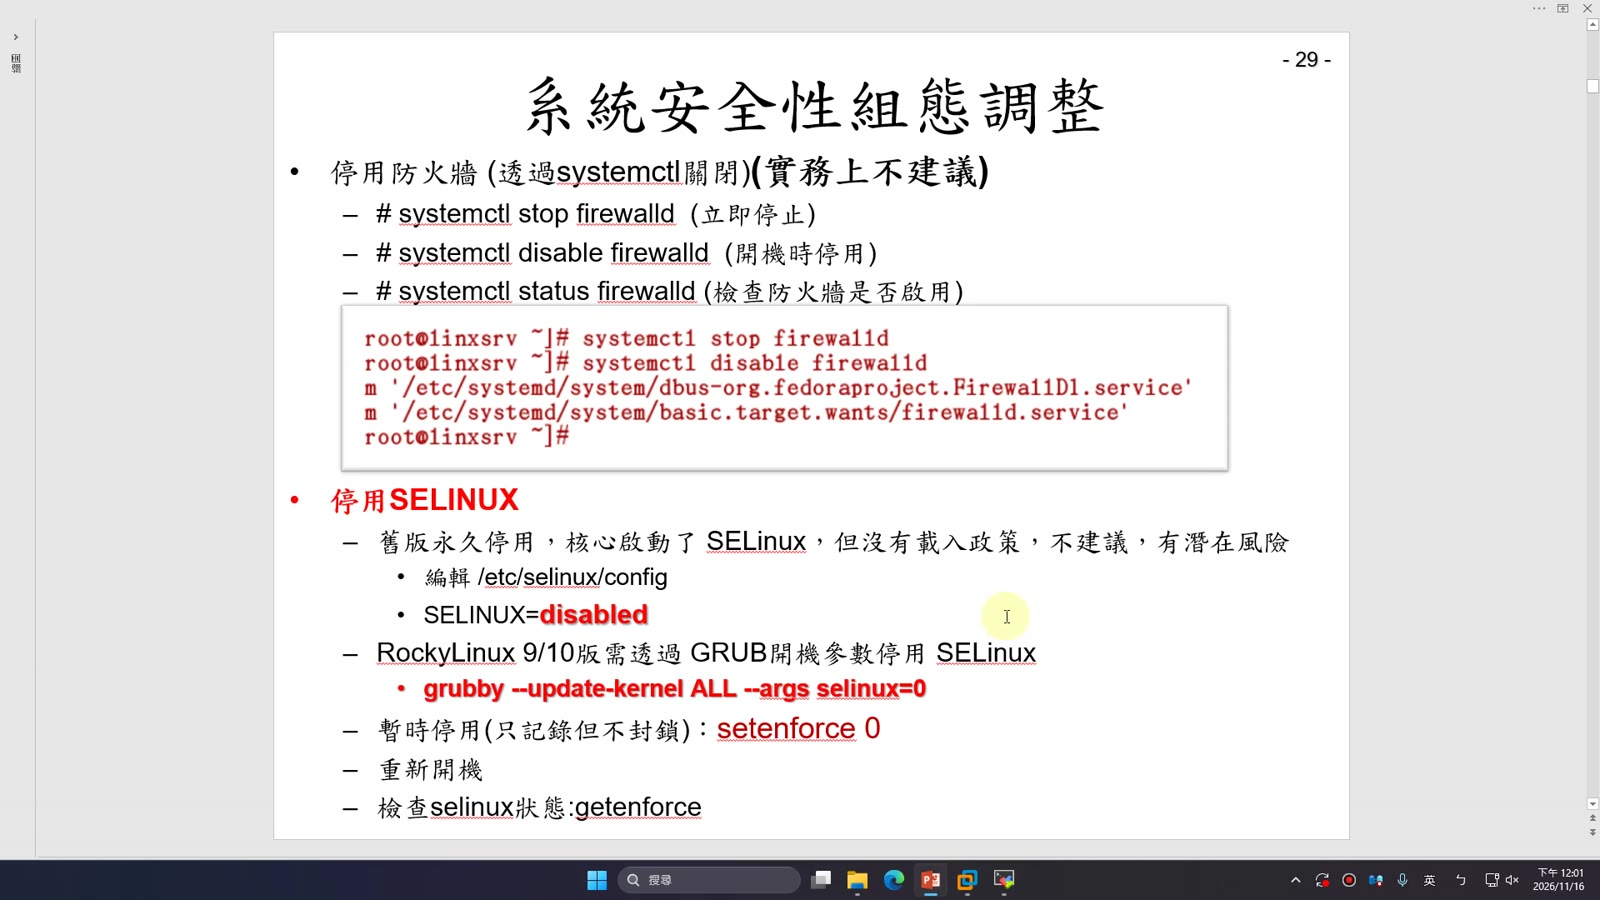 - 29 -
系統安全性組態調整
• 停用防火牆 (透過systemctl關閉)(實務上不建議)
– # systemctl stop firewalld (立即停止)
– # systemctl disable firewalld (開機時停用)
– # systemctl status firewalld (檢查防火牆是否啟用)
root@linxsrv ~]# systemctl stop firewalld
root@linxsrv ~]# systemctl disable firewalld
m '/etc/systemd/system/dbus-org.fedoraproject.FirewallD1.service'
m '/etc/systemd/system/basic.target.wants/firewalld.service'
root@linxsrv ~]#
• 停用SELINUX
– 舊版永久停用，核心啟動了 SELinux，但沒有載入政策，不建議，有潛在風險
• 編輯 /etc/selinux/config
• SELINUX=disabled
– RockyLinux 9/10版需透過 GRUB開機參數停用 SELinux
• grubby --update-kernel ALL --args selinux=0
– 暫時停用(只記錄但不封鎖)：setenforce 0
– 重新開機
– 檢查selinux狀態:getenforce
搜尋
英
ㄅ
下午 12:01
2026/11/16